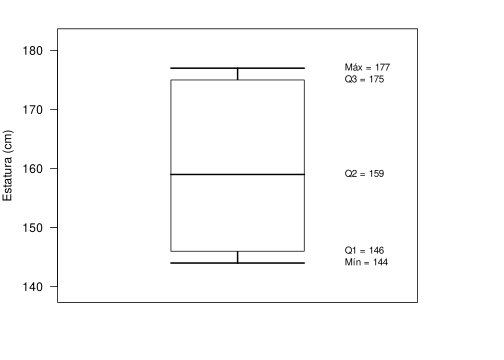 Estatura (cm)
180
170
160
150
140
Máx = 177
Q3 = 175
Q2 = 159
Q1 = 146
Mín = 144